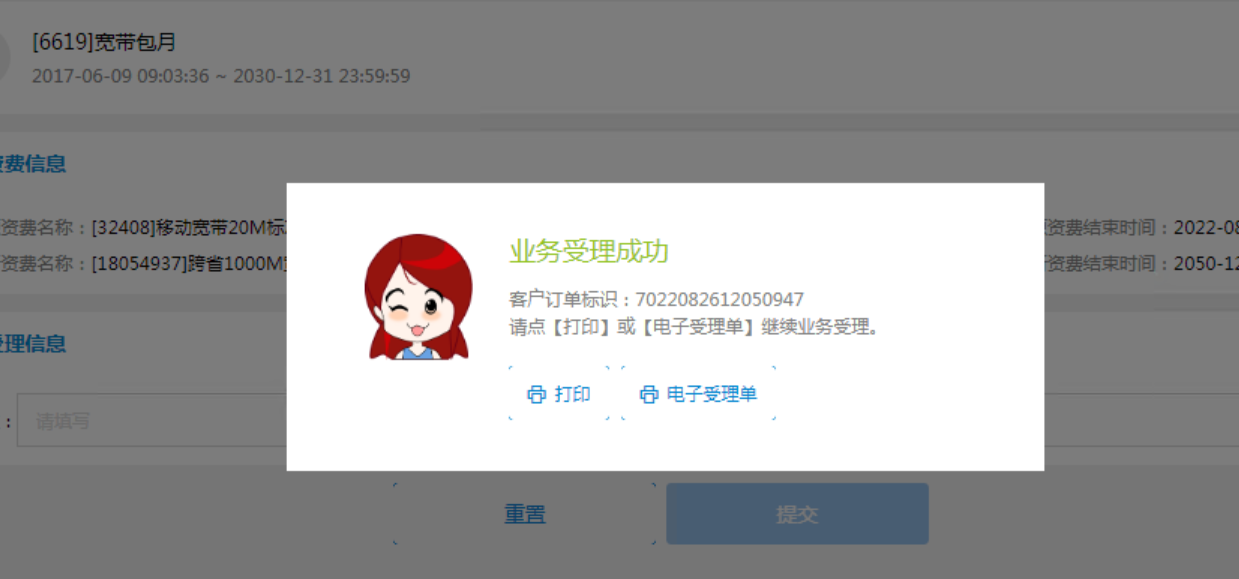 [6619]宽带包月
2017-06-09 09:03:36 ~ 2030-12-31 23:59:59
费信息
资费名称：[32408]移动宽带20M标
资费结束时间：2022-08
资费名称：[18054937]跨省1000M
资费结束时间：2050-12
业务受理成功
客户订单标识：7022082612050947
请点【打印】或【电子受理单】继续业务受理。
打印
电子受理单
理信息
：
请填写
重置
提交